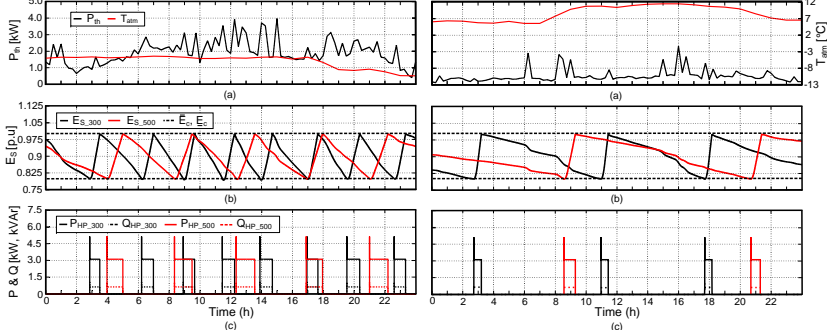 P_th T_atm
5.0
4.0
3.0
2.0
1.0
0
P_th [kW]
12
7
2
-3
-8
-13
T_atm [°C]
(a) (a)
1.125
1.05
0.975
0.9
0.825
0.75
E_S [p.u]
E_S_300 E_S_500 E̅_c, E̲_c
(b) (b)
7.5
6.0
4.5
3.0
1.5
0
P & Q [kW, kVAr]
P_HP_300 Q_HP_300 P_HP_500 Q_HP_500
0 2 4 6 8 10 12 14 16 18 20 22
0 2 4 6 8 10 12 14 16 18 20 22
Time (h) Time (h)
(c) (c)